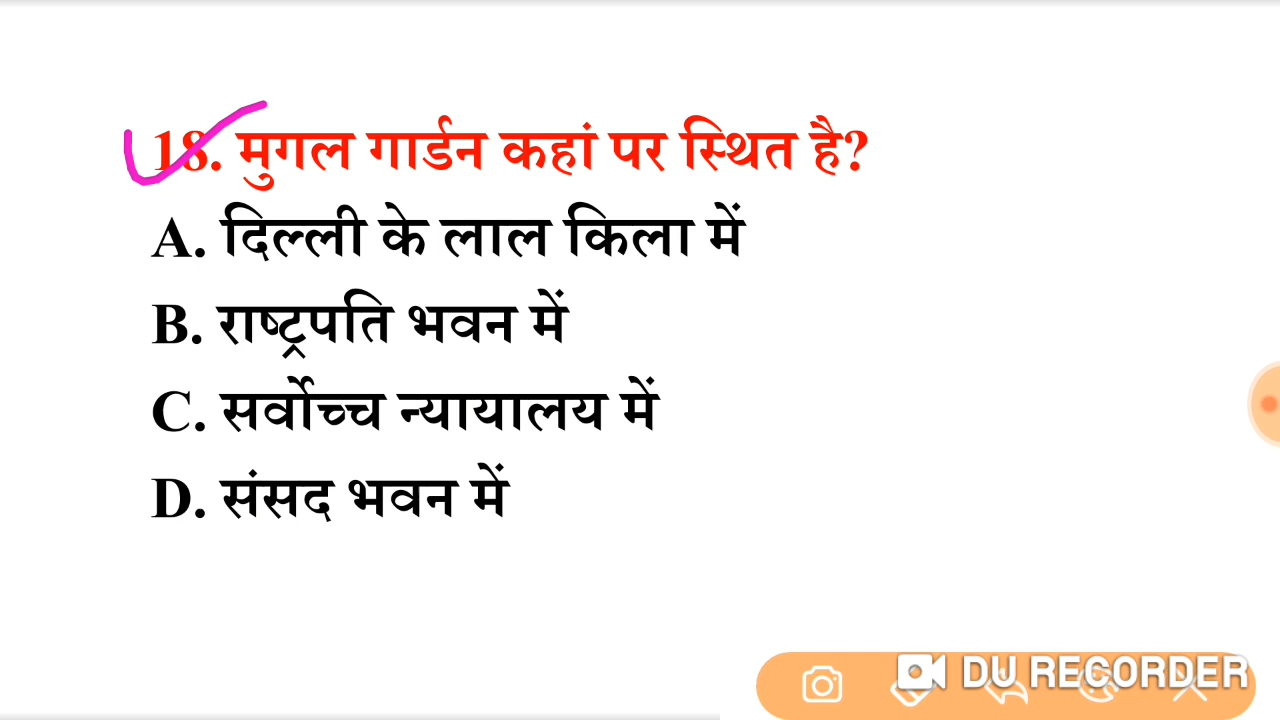 18. मुगल गार्डन कहां पर स्थित है?
A. दिल्ली के लाल किला में
B. राष्ट्रपति भवन में
C. सर्वोच्च न्यायालय में
D. संसद भवन में
DU RECORDER